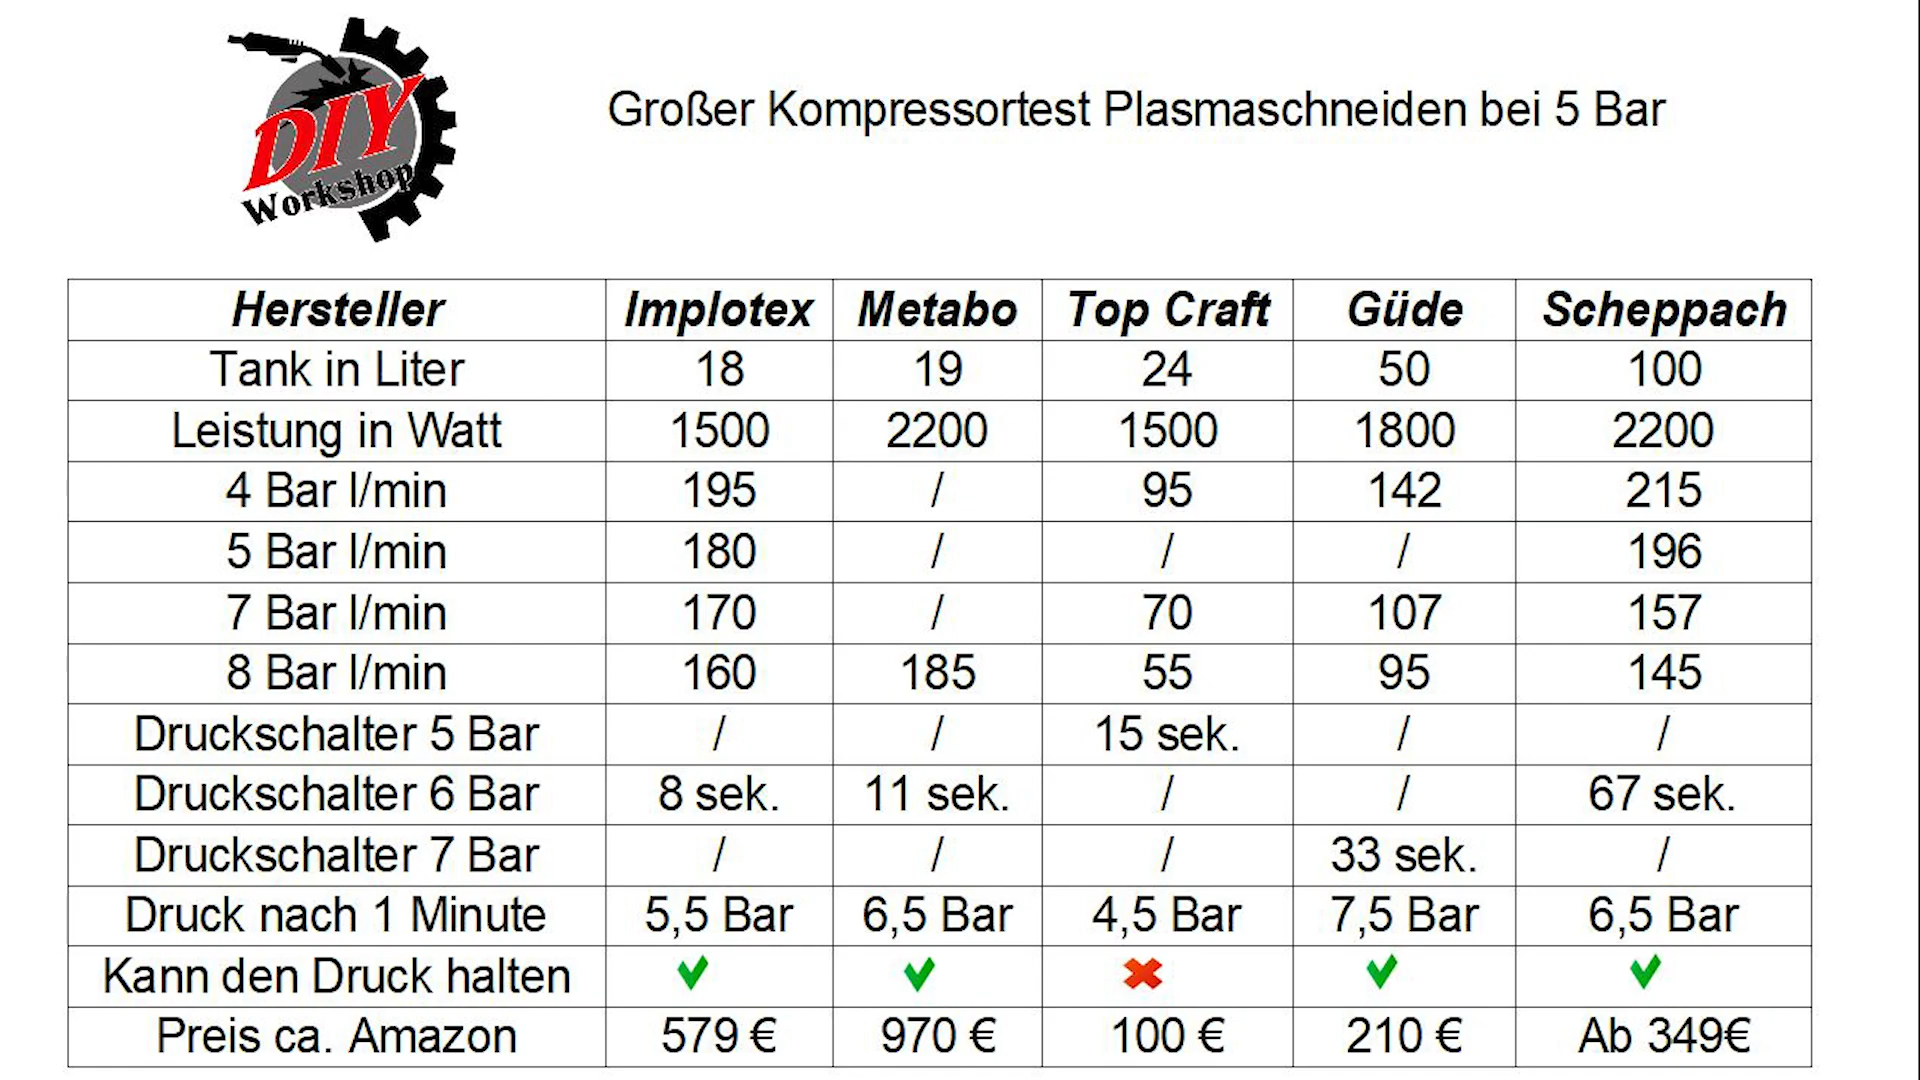 DIY
Workshop
Großer Kompressortest Plasmaschneiden bei 5 Bar
Hersteller Implotex Metabo Top Craft Güde Scheppach
Tank in Liter 18 19 24 50 100
Leistung in Watt 1500 2200 1500 1800 2200
4 Bar l/min 195 / 95 142 215
5 Bar l/min 180 / / / 196
7 Bar l/min 170 / 70 107 157
8 Bar l/min 160 185 55 95 145
Druckschalter 5 Bar / / 15 sek. / /
Druckschalter 6 Bar 8 sek. 11 sek. / / 67 sek.
Druckschalter 7 Bar / / / 33 sek. /
Druck nach 1 Minute 5,5 Bar 6,5 Bar 4,5 Bar 7,5 Bar 6,5 Bar
Kann den Druck halten
Preis ca. Amazon 579 € 970 € 100 € 210 € Ab 349€